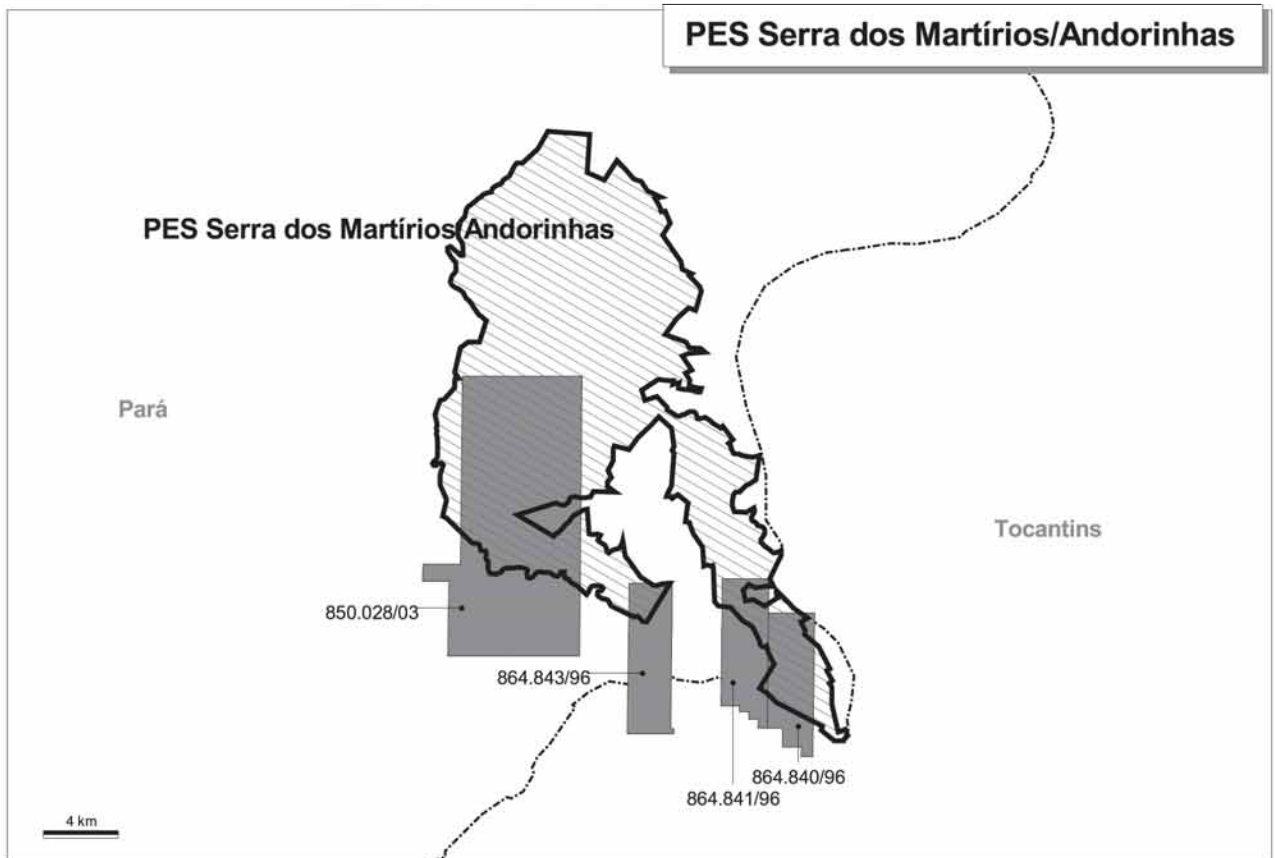 PES Serra dos Martírios/Andorinhas
PES Serra dos Martírios/Andorinhas
Pará
Tocantins
850.028/03
864.843/96
864.840/96
864.841/96
4 km